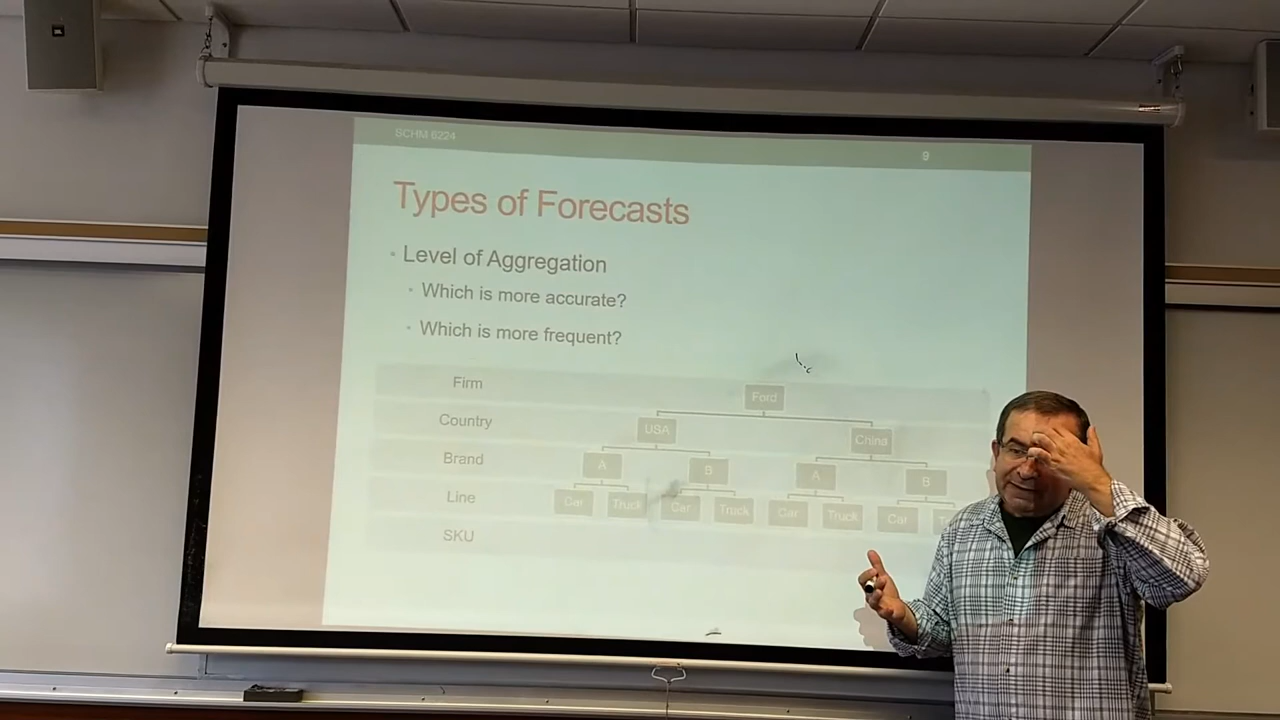 SCHM 6224
9
Types of Forecasts
• Level of Aggregation
• Which is more accurate?
• Which is more frequent?
Firm
Ford
Country
USA
China
Brand
A
B
A
B
Line
Car
Truck
Car
Truck
Car
Truck
Car
SKU
JBL